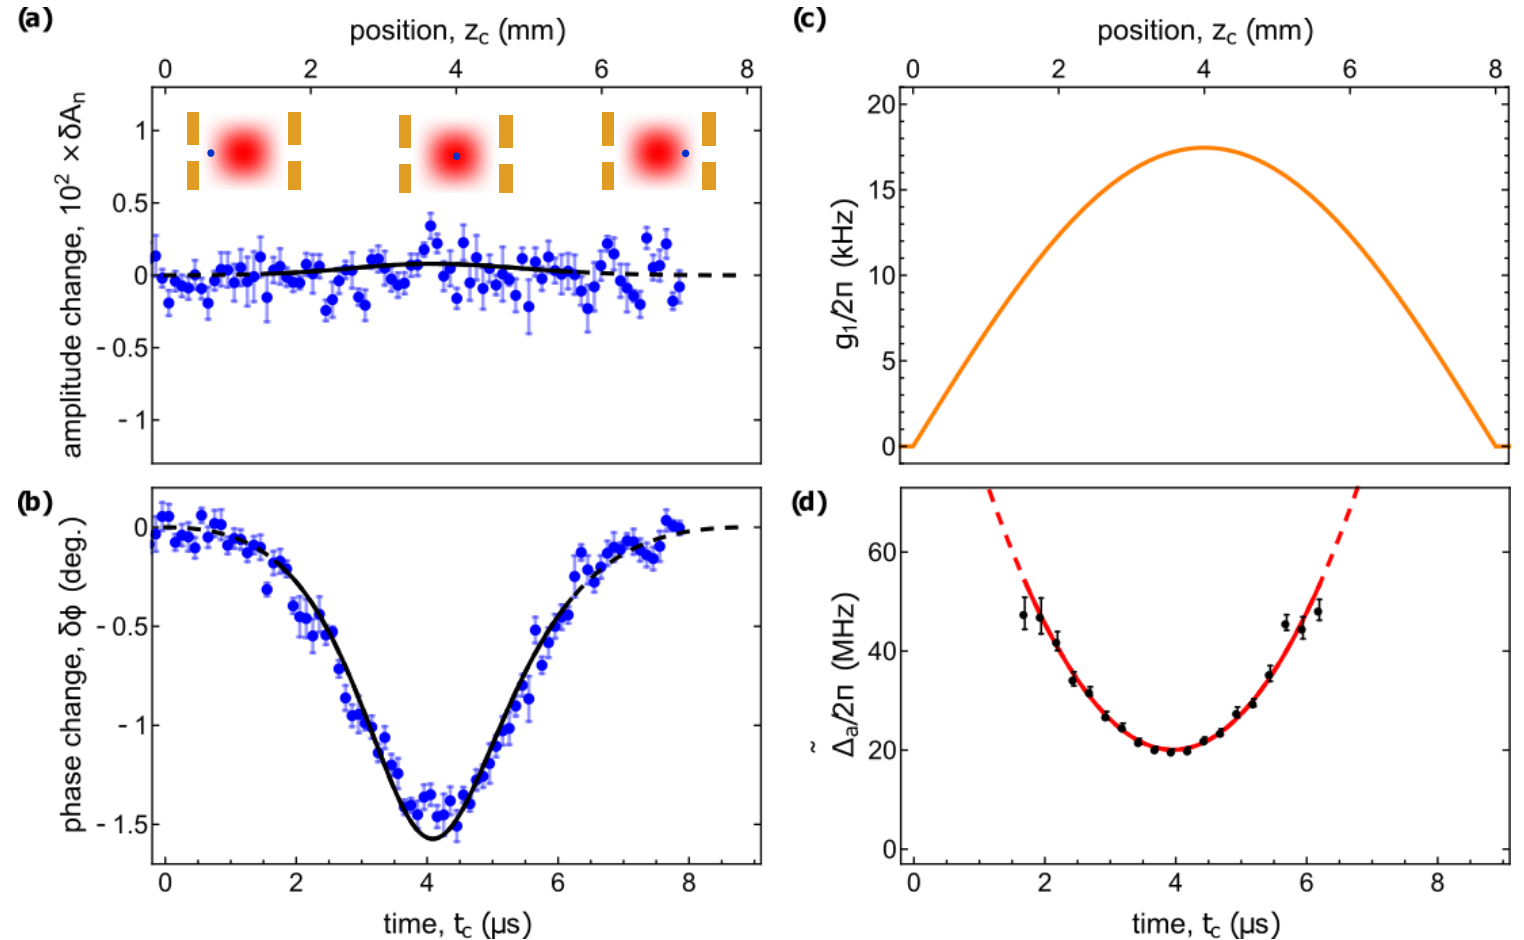 (a)
position, z_c (mm)
0 2 4 6 8
amplitude change, 10² × δA_n
1
0.5
0
- 0.5
- 1
(b)
phase change, δϕ (deg.)
0
- 0.5
- 1
- 1.5
0 2 4 6 8
time, t_c (µs)
(c)
position, z_c (mm)
0 2 4 6 8
g₁/2π (kHz)
20
15
10
5
0
(d)
Δ̃_a/2π (MHz)
60
40
20
0
0 2 4 6 8
time, t_c (µs)